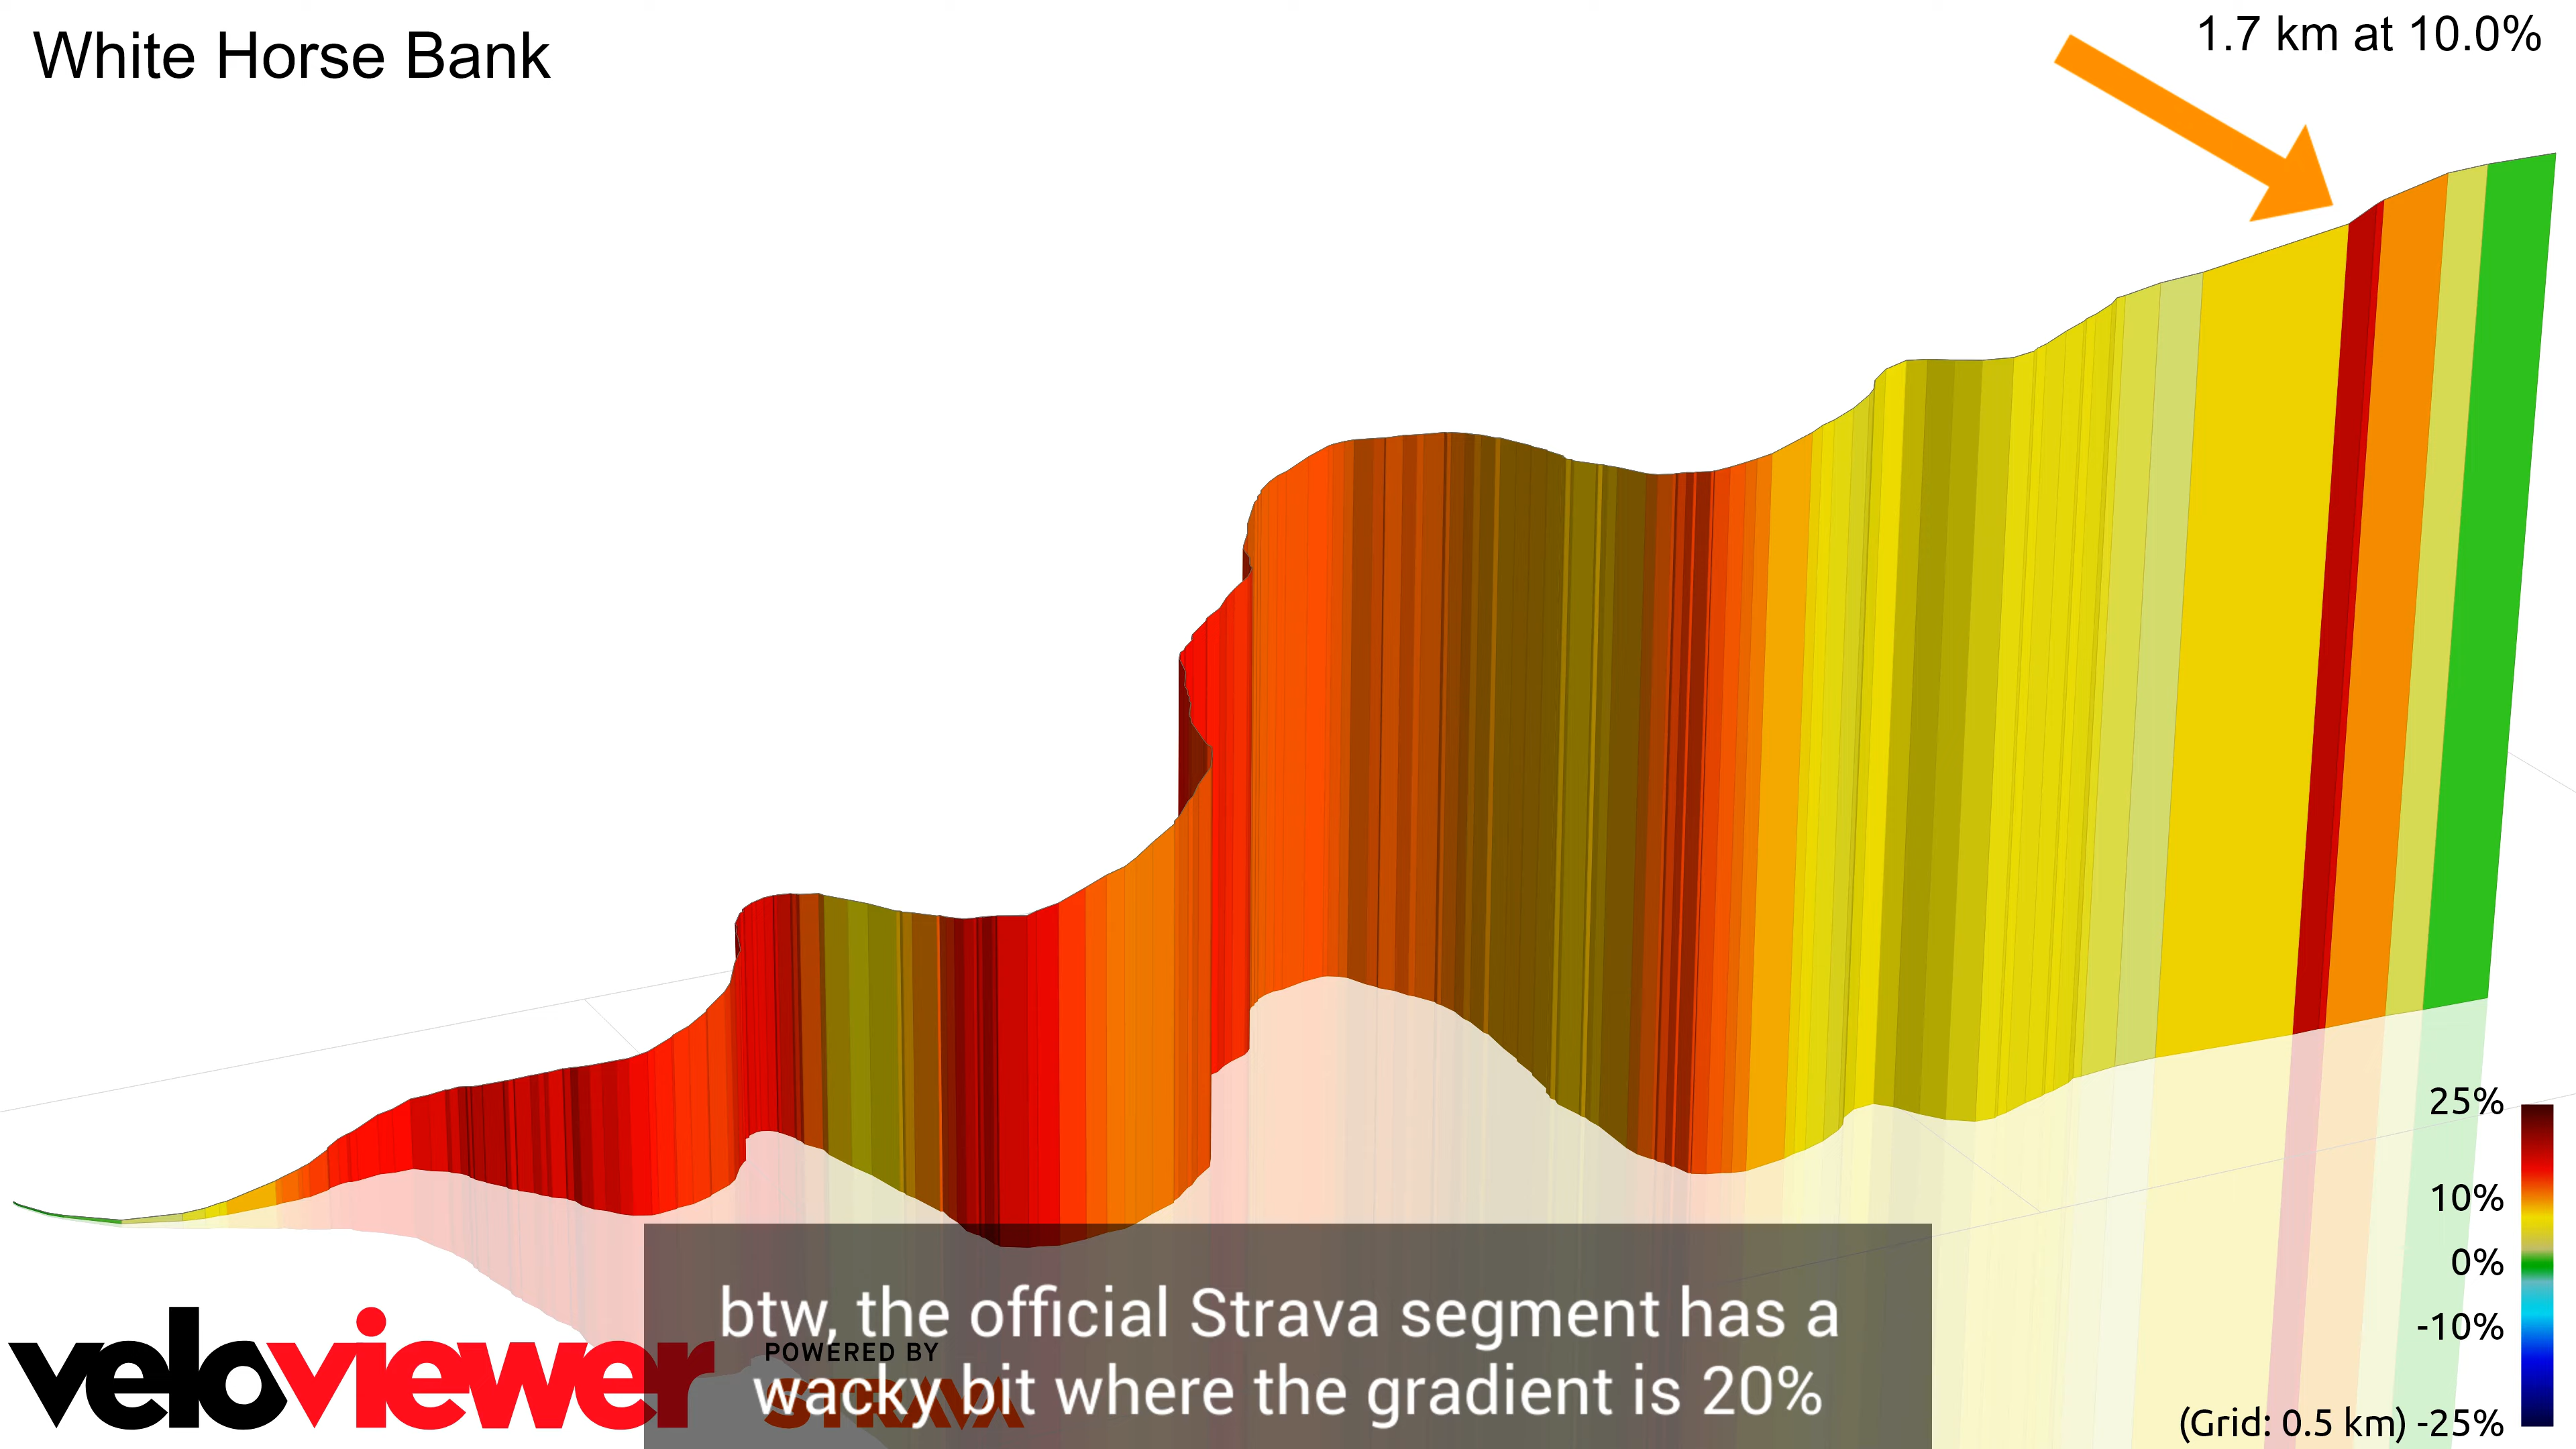 White Horse Bank
1.7 km at 10.0%
25%
10%
0%
-10%
(Grid: 0.5 km) -25%
veloviewer
POWERED BY
STRAVA
btw, the official Strava segment has a
wacky bit where the gradient is 20%